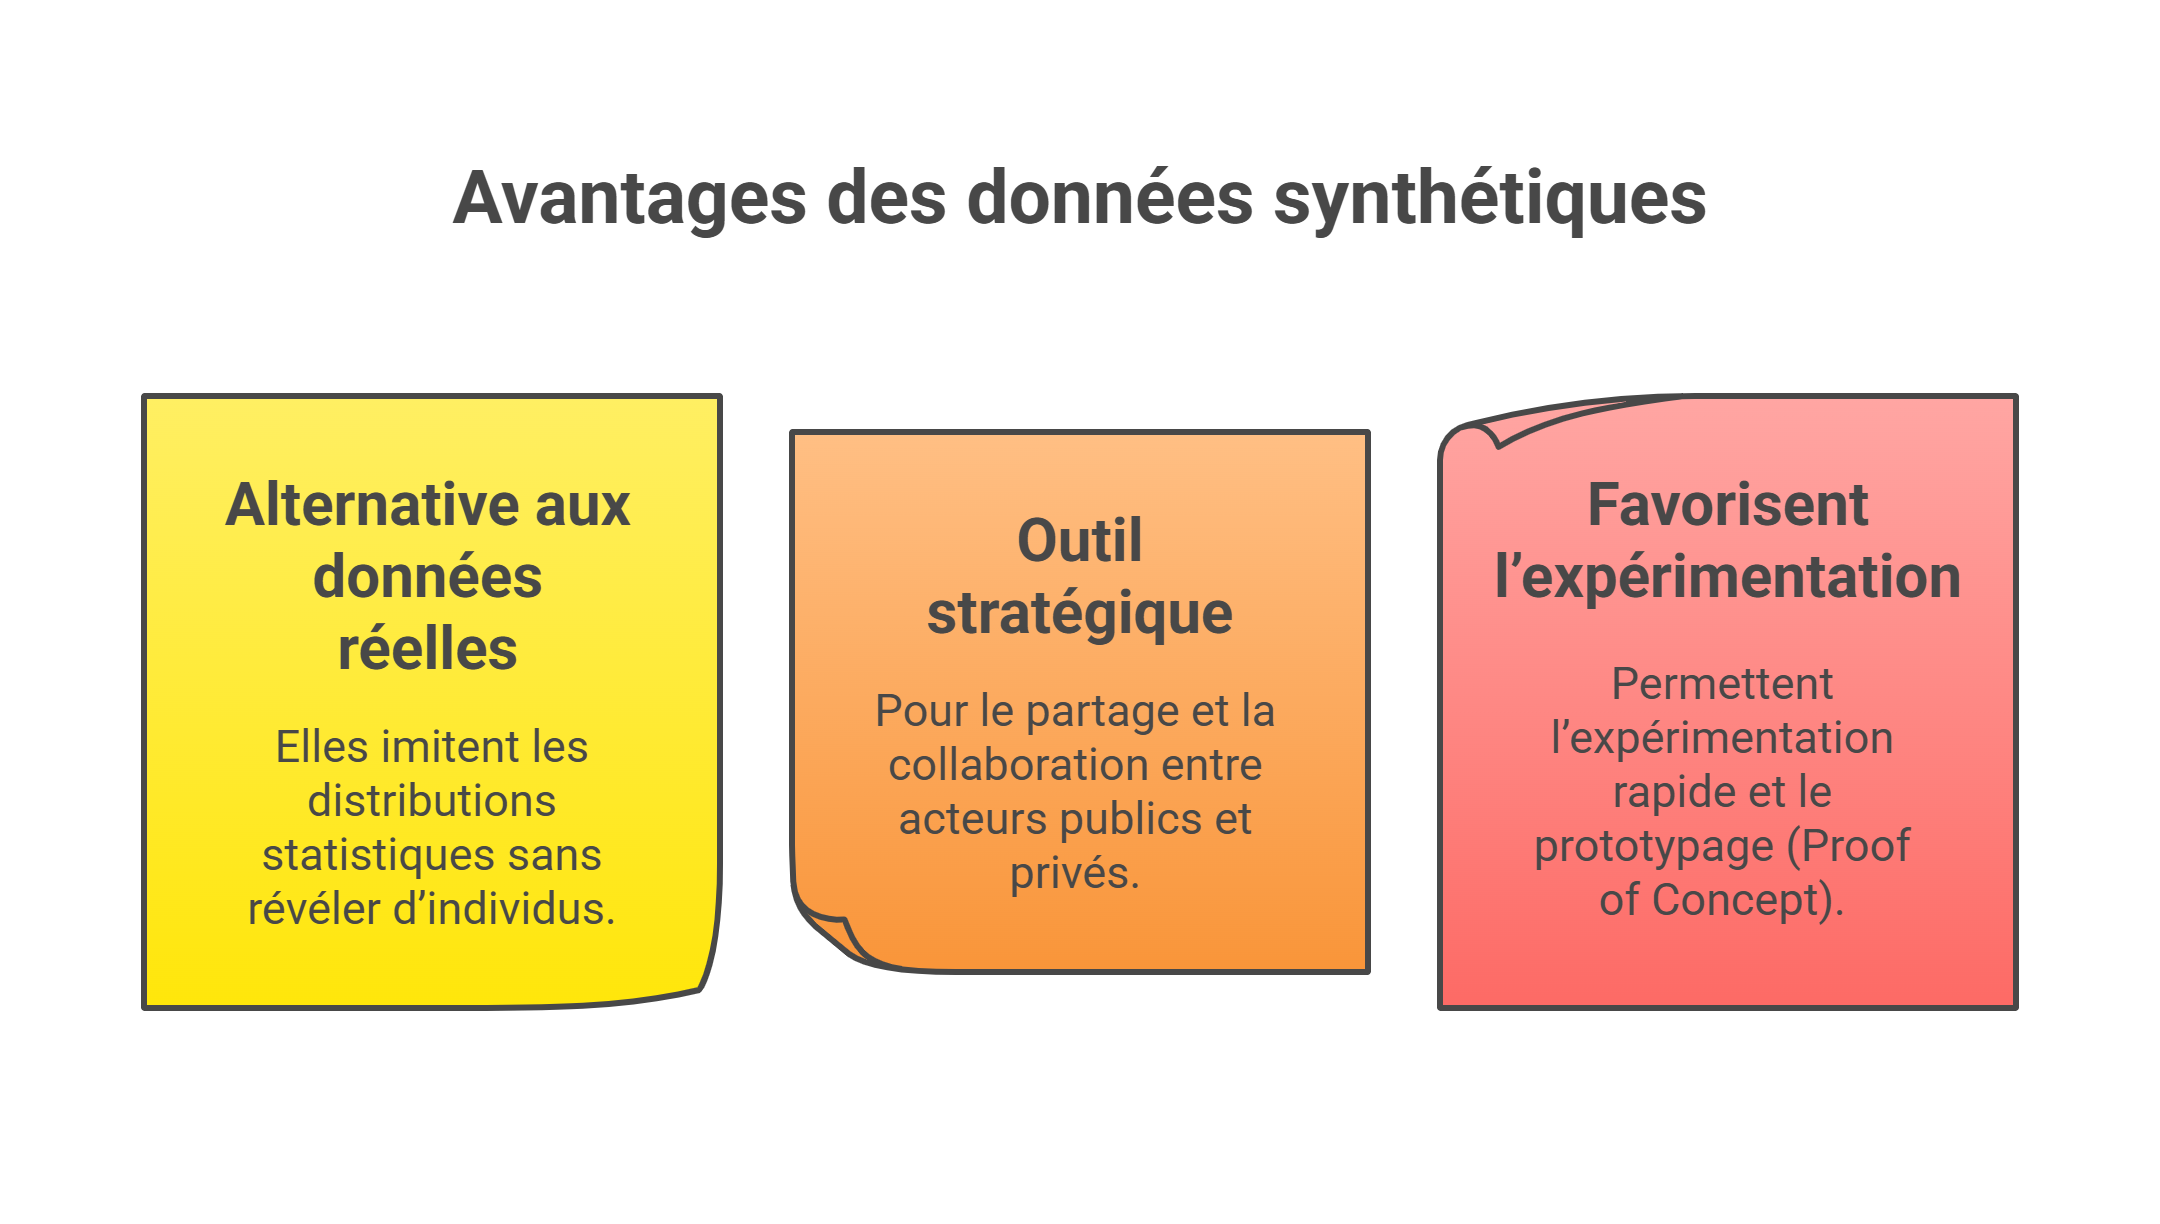 Avantages des données synthétiques
Alternative aux
données
réelles
Elles imitent les
distributions
statistiques sans
révéler d’individus.
Outil
stratégique
Pour le partage et la
collaboration entre
acteurs publics et
privés.
Favorisent
l’expérimentation
Permettent
l’expérimentation
rapide et le
prototypage (Proof
of Concept).